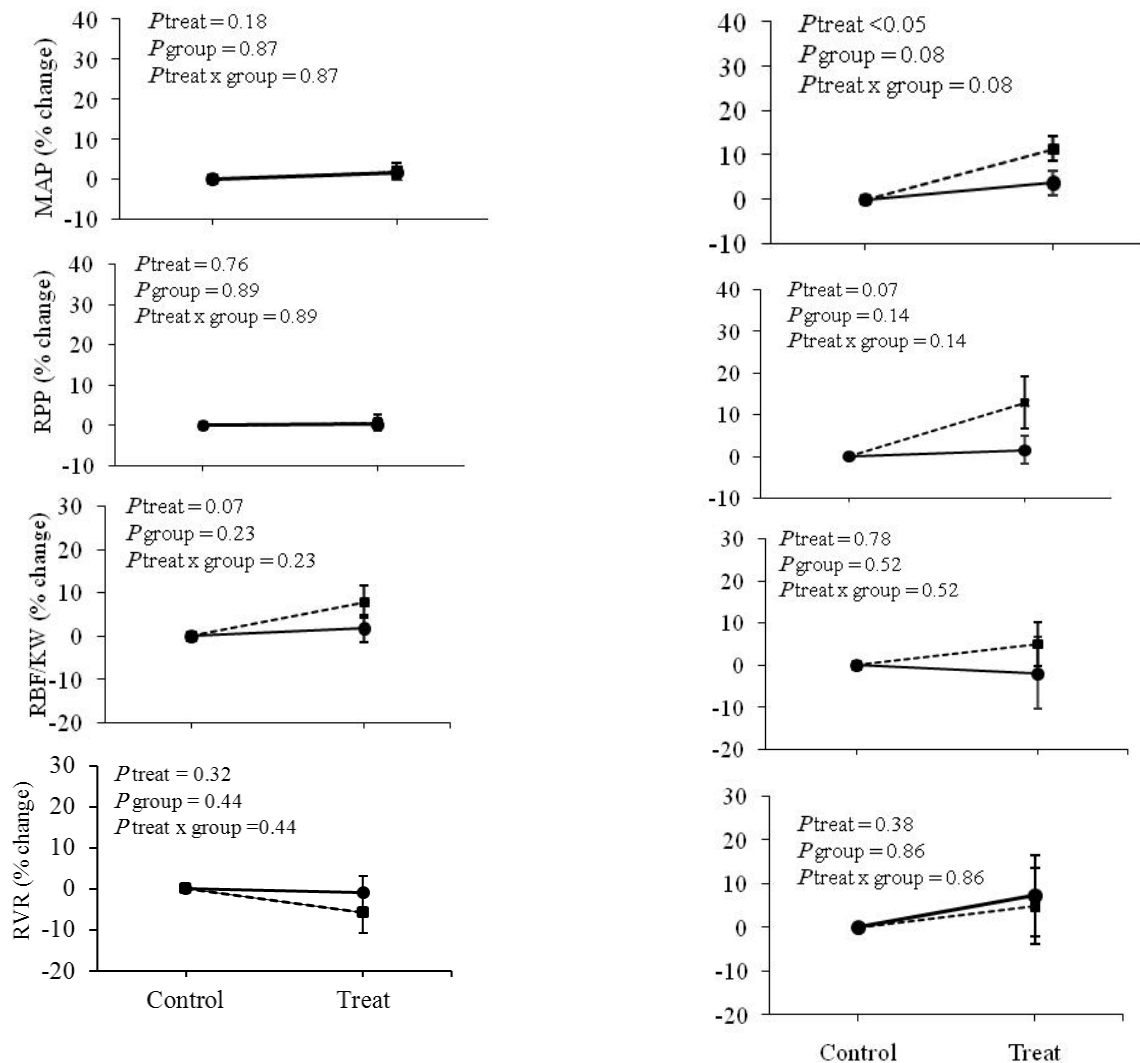 MAP (% change)
40
30
20
10
0
-10
Ptreat = 0.18
Pgroup = 0.87
Ptreat x group = 0.87
40
30
20
10
0
-10
Ptreat <0.05
Pgroup = 0.08
Ptreat x group = 0.08
RPP (% change)
40
30
20
10
0
-10
Ptreat = 0.76
Pgroup = 0.89
Ptreat x group = 0.89
40
30
20
10
0
-10
Ptreat = 0.07
Pgroup = 0.14
Ptreat x group = 0.14
RBF/KW (% change)
30
20
10
0
-10
-20
Ptreat = 0.07
Pgroup = 0.23
Ptreat x group = 0.23
30
20
10
0
-10
-20
Ptreat = 0.78
Pgroup = 0.52
Ptreat x group = 0.52
RVR (% change)
30
20
10
0
-10
-20
Ptreat = 0.32
Pgroup = 0.44
Ptreat x group =0.44
Control Treat
30
20
10
0
-10
-20
Ptreat = 0.38
Pgroup = 0.86
Ptreat x group = 0.86
Control Treat